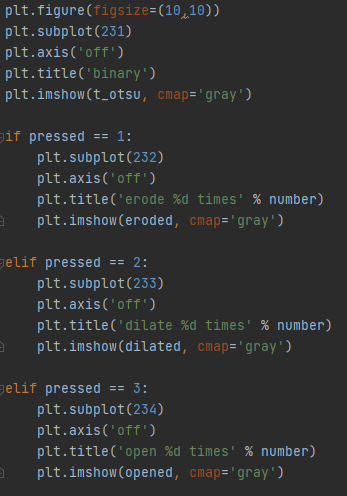 plt.figure(figsize=(10,10))
plt.subplot(231)
plt.axis('off')
plt.title('binary')
plt.imshow(t_otsu, cmap='gray')
if pressed == 1:
    plt.subplot(232)
    plt.axis('off')
    plt.title('erode %d times' % number)
    plt.imshow(eroded, cmap='gray')
elif pressed == 2:
    plt.subplot(233)
    plt.axis('off')
    plt.title('dilate %d times' % number)
    plt.imshow(dilated, cmap='gray')
elif pressed == 3:
    plt.subplot(234)
    plt.axis('off')
    plt.title('open %d times' % number)
    plt.imshow(opened, cmap='gray')